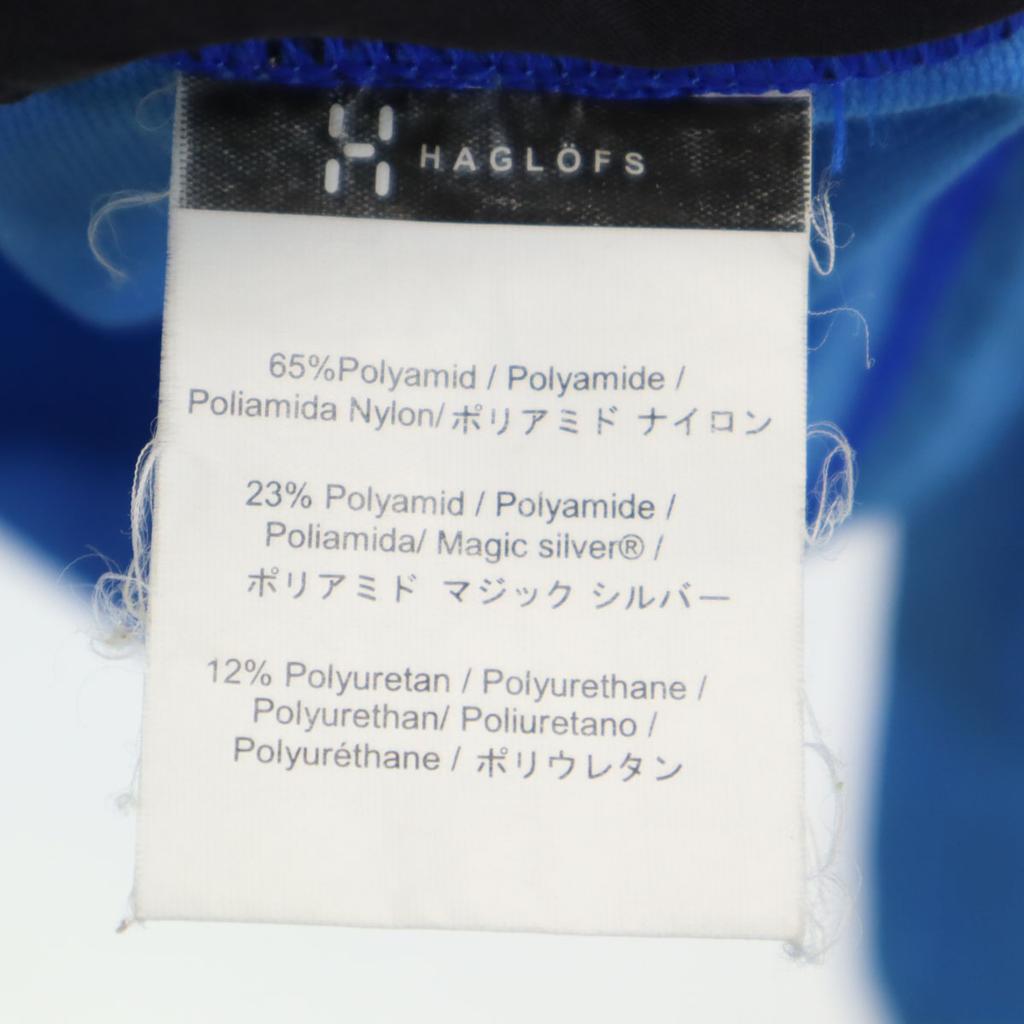 HAGLÖFS
65%Polyamid / Polyamide /
Poliamida Nylon/ ポリアミド ナイロン
23% Polyamid / Polyamide /
Poliamida/ Magic silver® /
ポリアミド マジック シルバー
12% Polyuretan / Polyurethane /
Polyurethan/ Poliuretano /
Polyuréthane / ポリウレタン